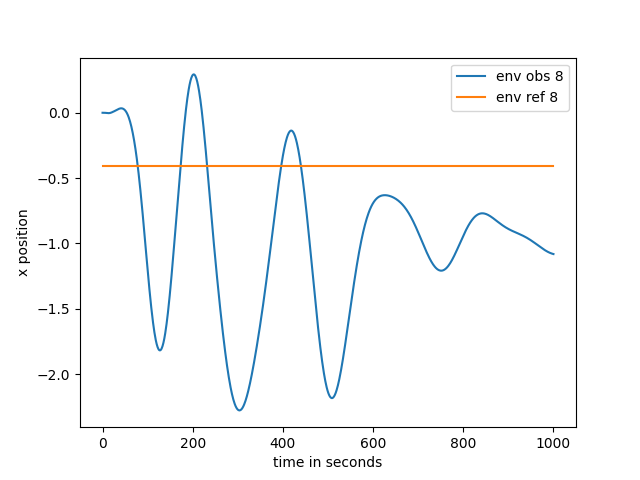 env obs 8
env ref 8
0.0
−0.5
−1.0
−1.5
−2.0
x position
0 200 400 600 800 1000
time in seconds